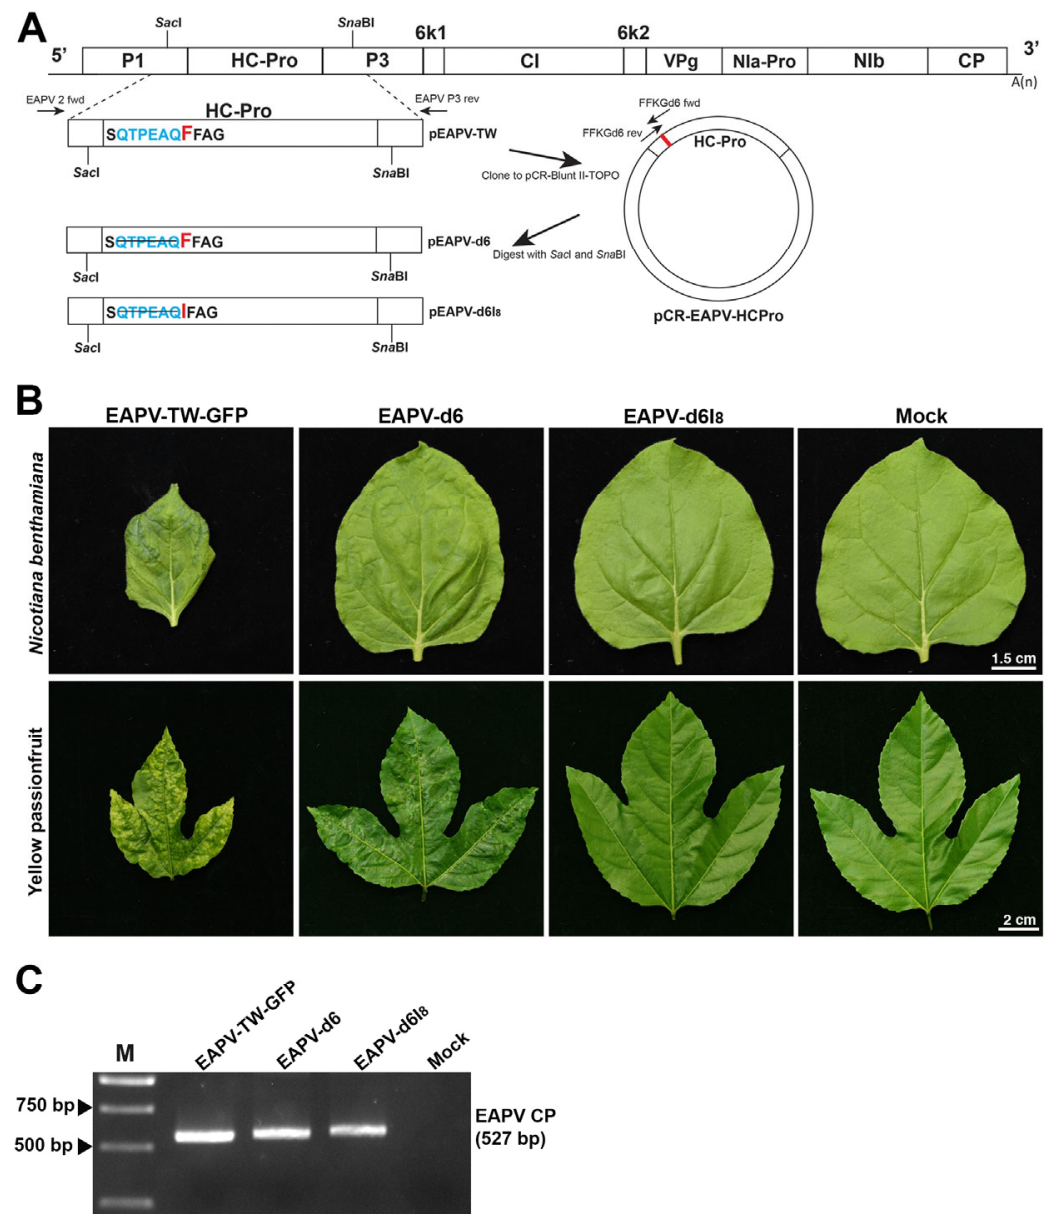 A
SacI
SnaBI
5’
P1
HC-Pro
P3
6k1
CI
6k2
VPg
NIa-Pro
NIb
CP
3’
A(n)
EAPV 2 fwd
HC-Pro
EAPV P3 rev
SQTPEAQFFAG
pEAPV-TW
SacI
SnaBI
Clone to pCR-Blunt II-TOPO
FFKGd6 fwd
FFKGd6 rev
HC-Pro
SQTPEAQFFAG
pEAPV-d6
SacI
SnaBI
Digest with SacI and SnaBI
SQTPEAQIFAG
pEAPV-d6I8
SacI
SnaBI
pCR-EAPV-HCPro
B
EAPV-TW-GFP
EAPV-d6
EAPV-d6I8
Mock
Nicotiana benthamiana
1.5 cm
Yellow passionfruit
2 cm
C
M
EAPV-TW-GFP
EAPV-d6
EAPV-d6I8
Mock
750 bp
500 bp
EAPV CP
(527 bp)